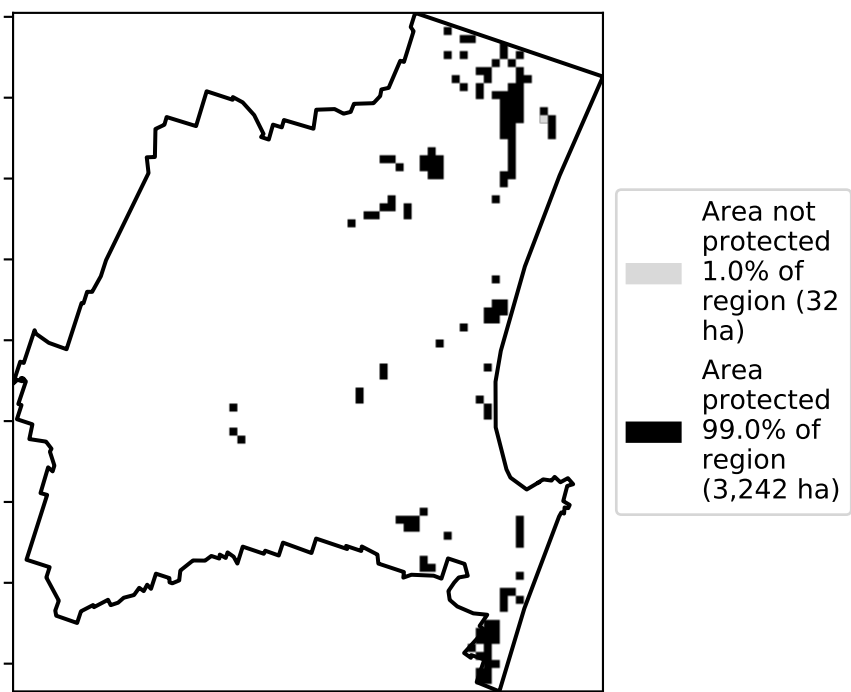 Area not
protected
1.0% of
region (32
ha)
Area
protected
99.0% of
region
(3,242 ha)